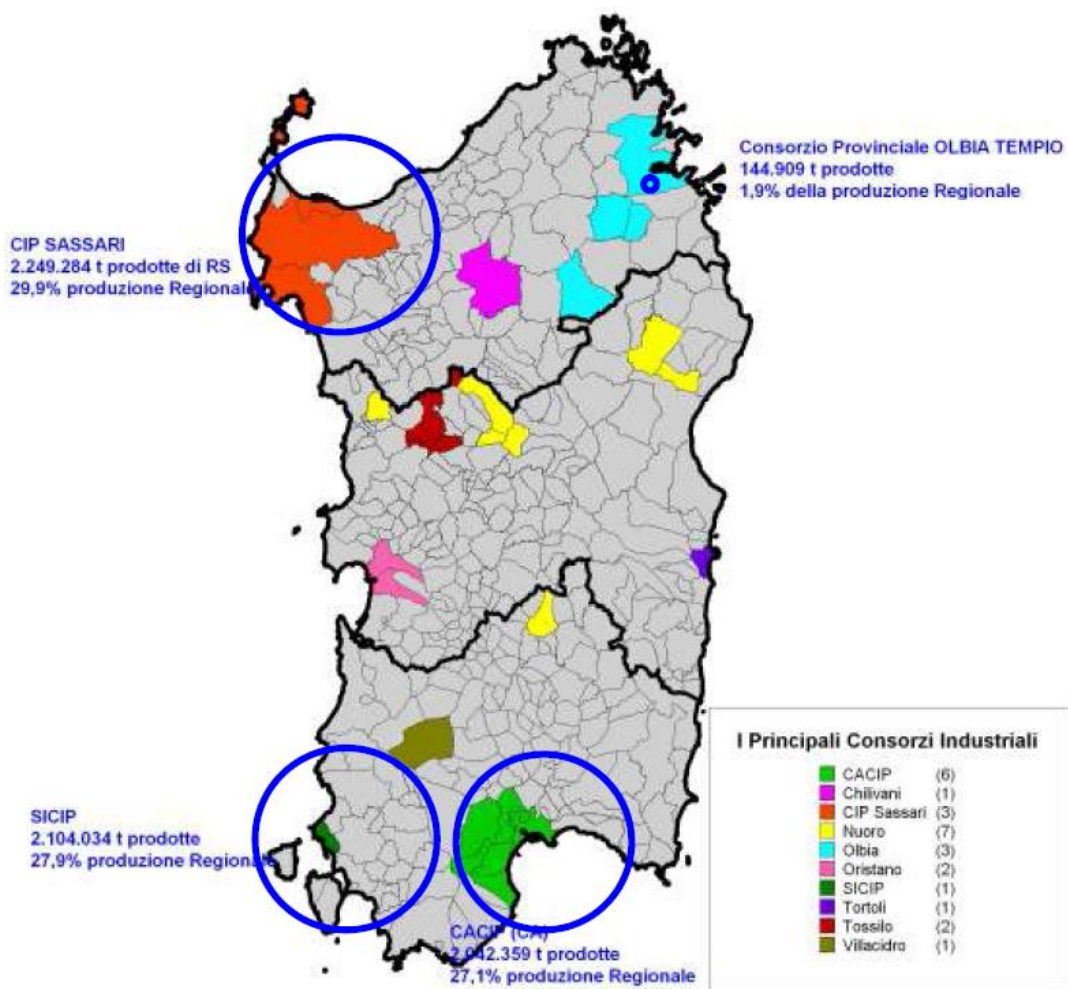 Consorzio Provinciale OLBIA TEMPIO
144.909 t prodotte
1,9% della produzione Regionale
CIP SASSARI
2.249.284 t prodotte di RS
29,9% produzione Regionale
SICIP
2.104.034 t prodotte
27,9% produzione Regionale
CACIP (CA)
2.042.359 t prodotte
27,1% produzione Regionale
I Principali Consorzi Industriali
CACIP (6)
Chilivani (1)
CIP Sassari (3)
Nuoro (7)
Olbia (3)
Oristano (2)
SICIP (1)
Tortoli (1)
Tossilo (2)
Villacidro (1)